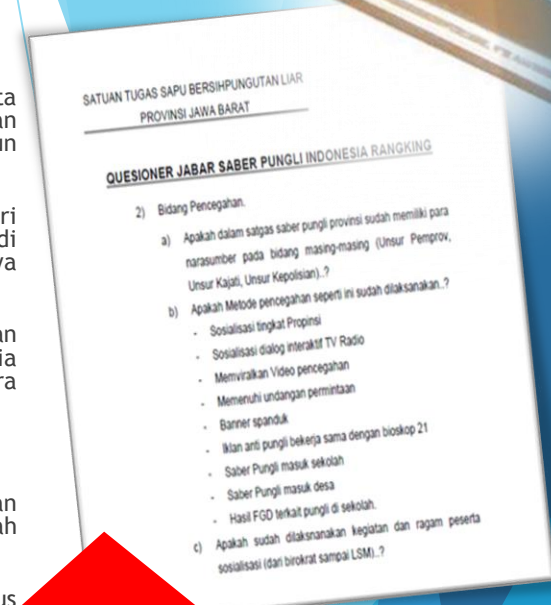 SATUAN TUGAS SAPU BERSIHPUNGUTAN LIAR
PROVINSI JAWA BARAT
QUESIONER JABAR SABER PUNGLI INDONESIA RANGKING
2) Bidang Pencegahan.
a) Apakah dalam satgas saber pungli provinsi sudah memiliki para
narasumber pada bidang masing-masing (Unsur Pemprov,
Unsur Kajati, Unsur Kepolisian)..?
b) Apakah Metode pencegahan seperti ini sudah dilaksanakan..?
- Sosialisasi tingkat Propinsi
- Sosialisasi dialog interaktif TV Radio
- Memviralkan Video pencegahan
- Memenuhi undangan permintaan
- Banner spanduk
- Iklan anti pungli bekerja sama dengan bioskop 21
- Saber Pungli masuk sekolah
- Saber Pungli masuk desa
- Hasil FGD terkait pungli di sekolah.
c) Apakah sudah dilaksnanakan kegiatan dan ragam peserta
sosialisasi (dari birokrat sampai LSM)..?